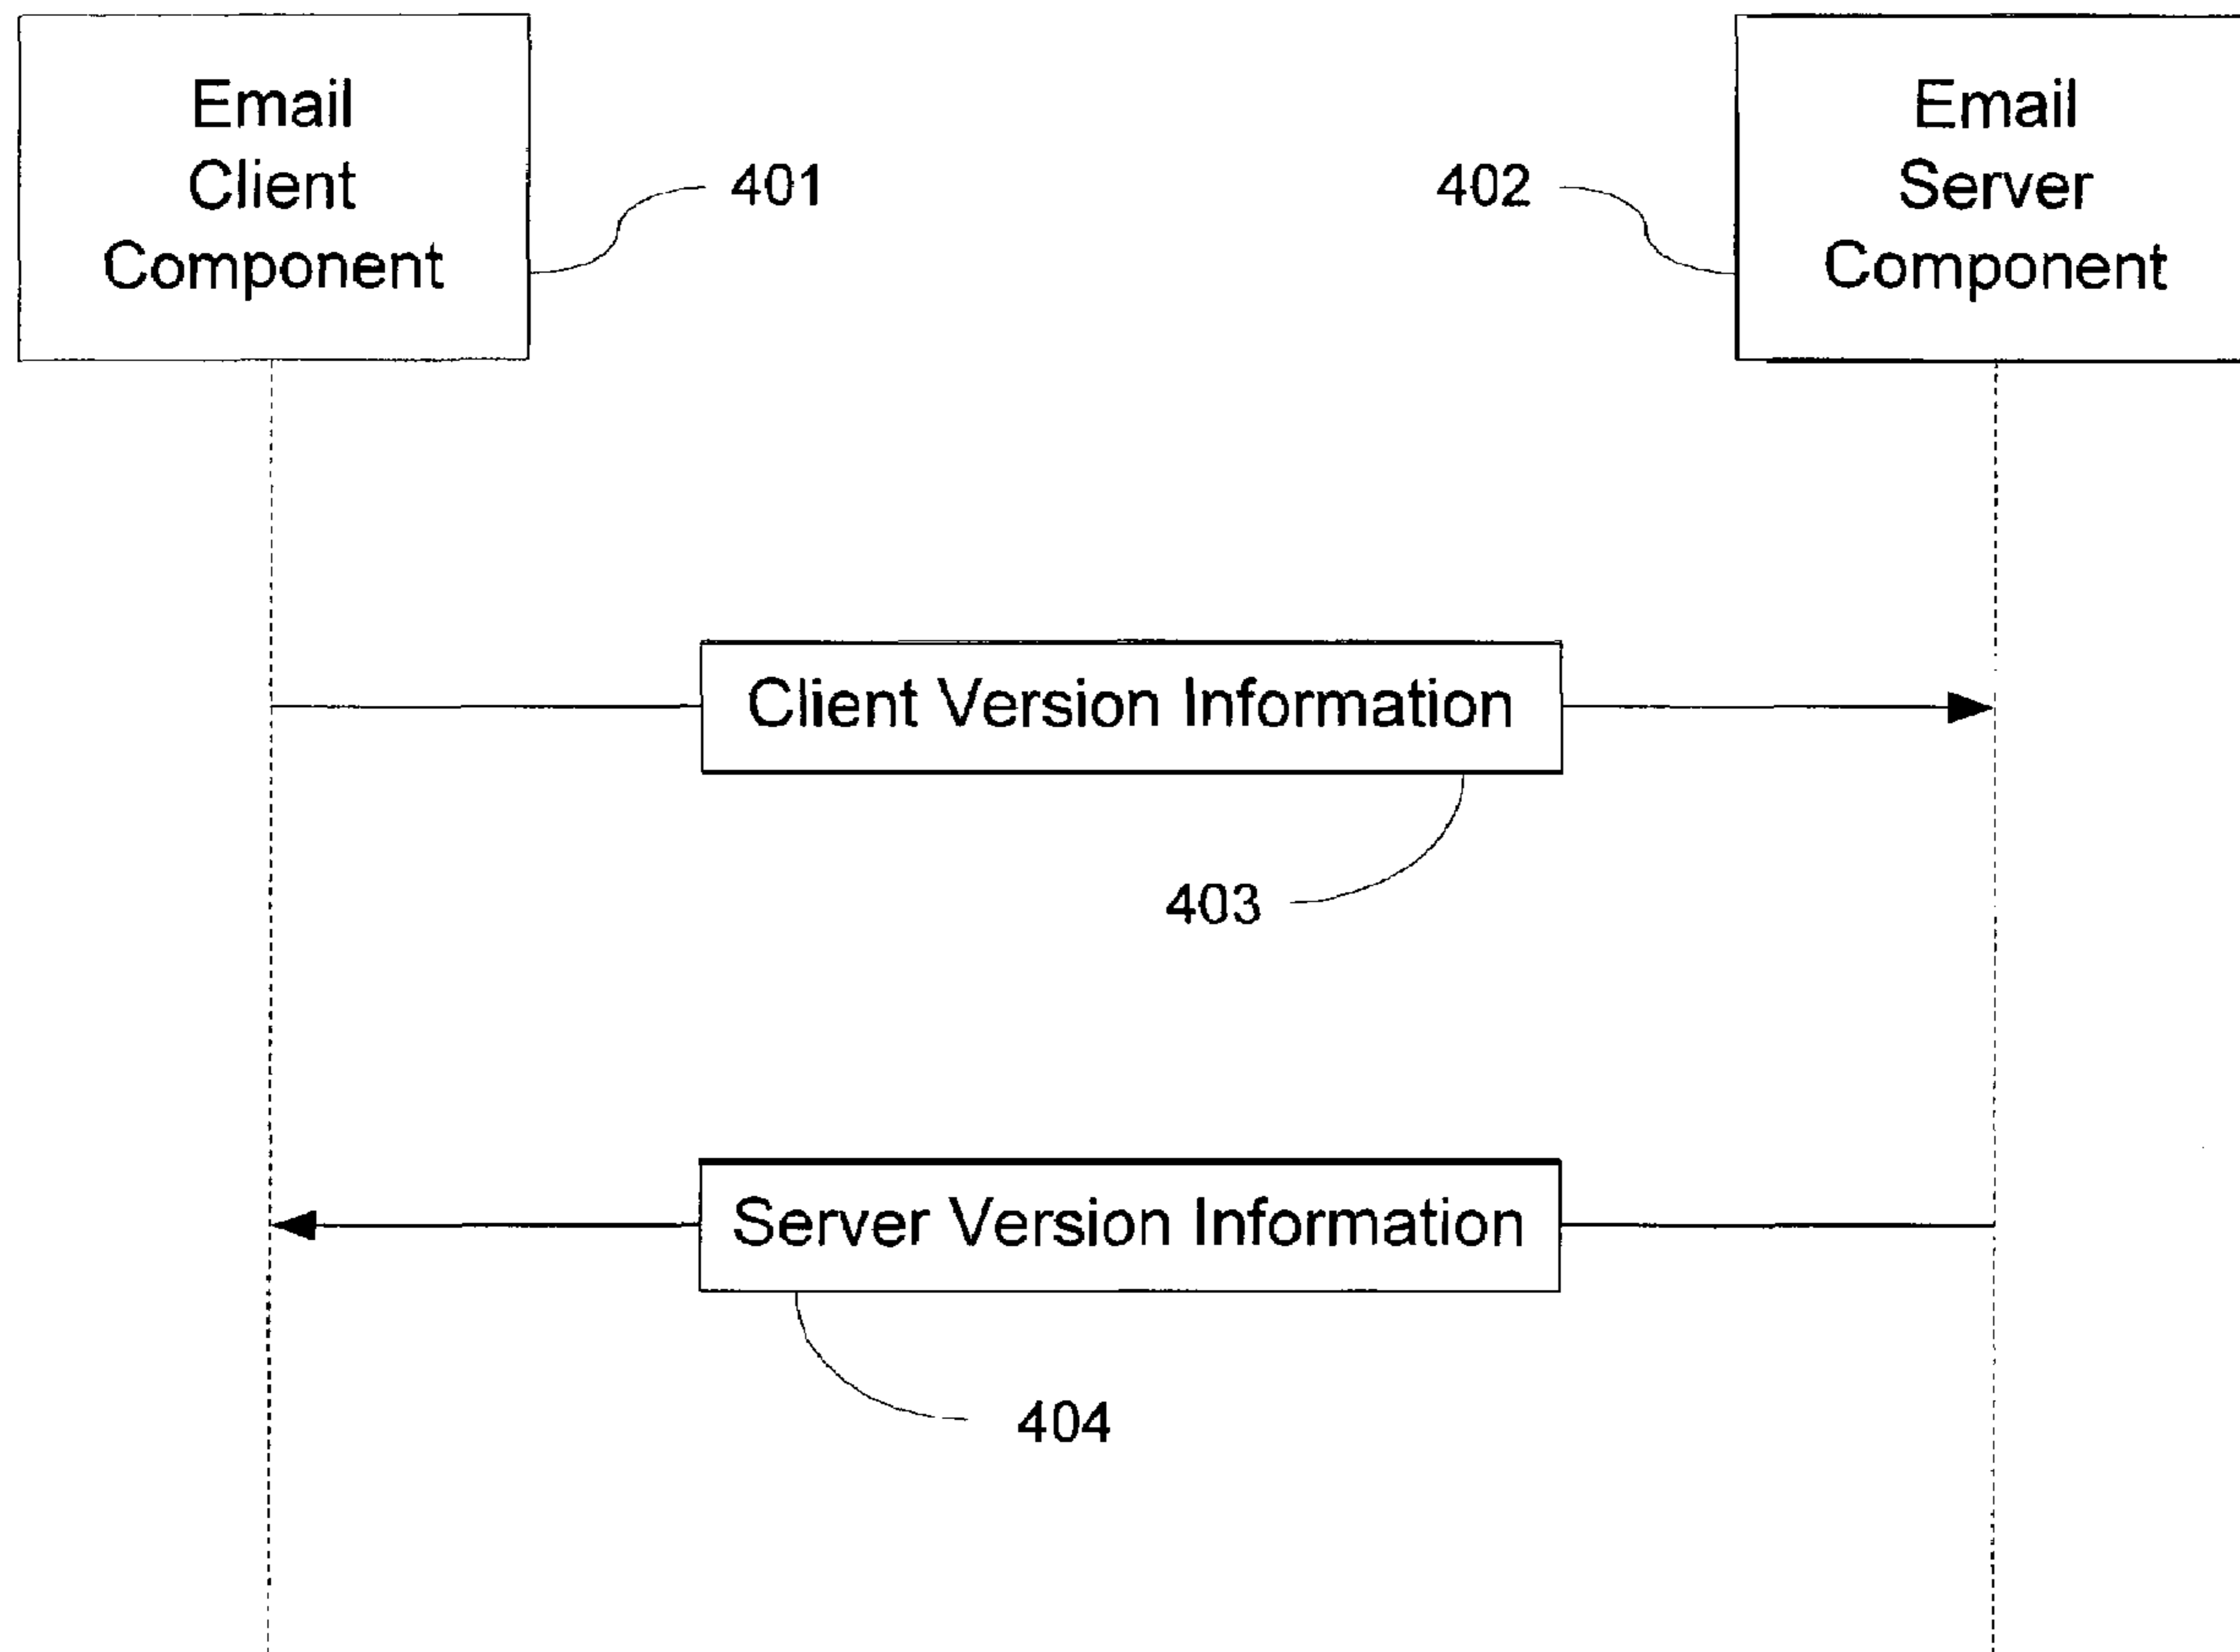 Email
Client
Component
401
402
Email
Server
Component
Client Version Information
403
Server Version Information
404